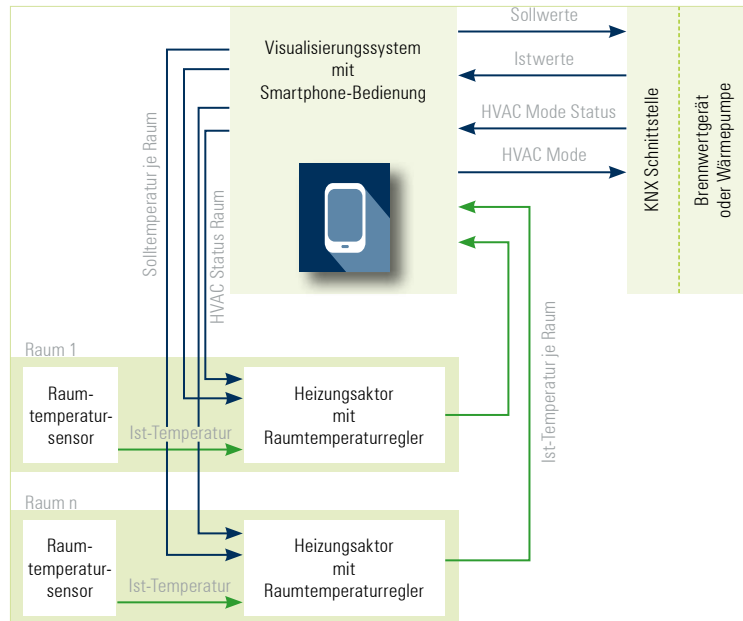 Visualisierungssystem
mit
Smartphone-Bedienung
Sollwerte
Istwerte
HVAC Mode Status
HVAC Mode
KNX Schnittstelle
Brennwertgerät
oder Wärmepumpe
Solltemperatur je Raum
HVAC Status Raum
Ist-Temperatur je Raum
Raum 1
Raum-
temperatur-
sensor
Ist-Temperatur
Heizungsaktor
mit
Raumtemperaturregler
Raum n
Raum-
temperatur-
sensor
Ist-Temperatur
Heizungsaktor
mit
Raumtemperaturregler